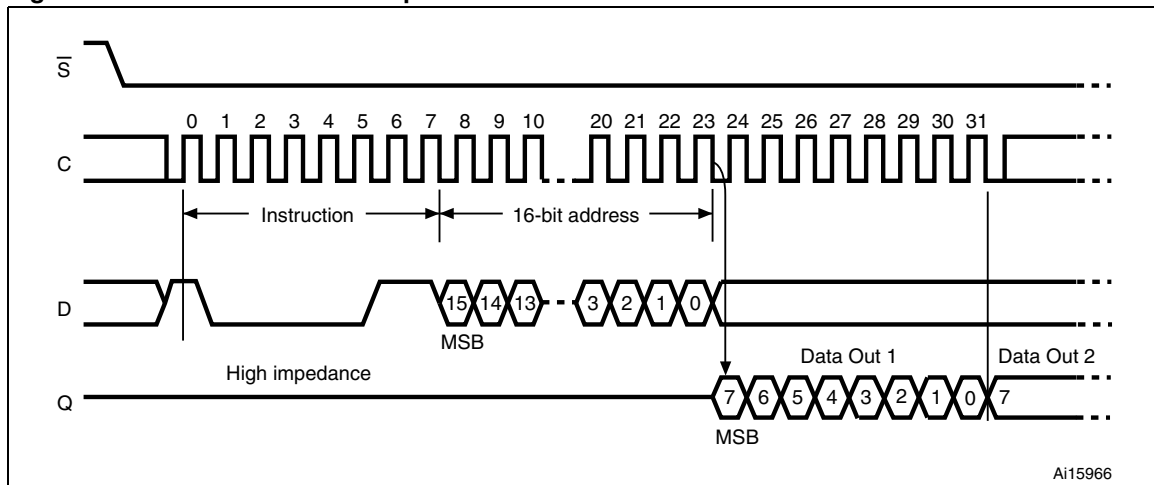 S
0 1 2 3 4 5 6 7 8 9 10 20 21 22 23 24 25 26 27 28 29 30 31
C
Instruction 16-bit address
D 15 14 13 3 2 1 0
MSB
High impedance Data Out 1 Data Out 2
Q 7 6 5 4 3 2 1 0 7
MSB
Ai15966